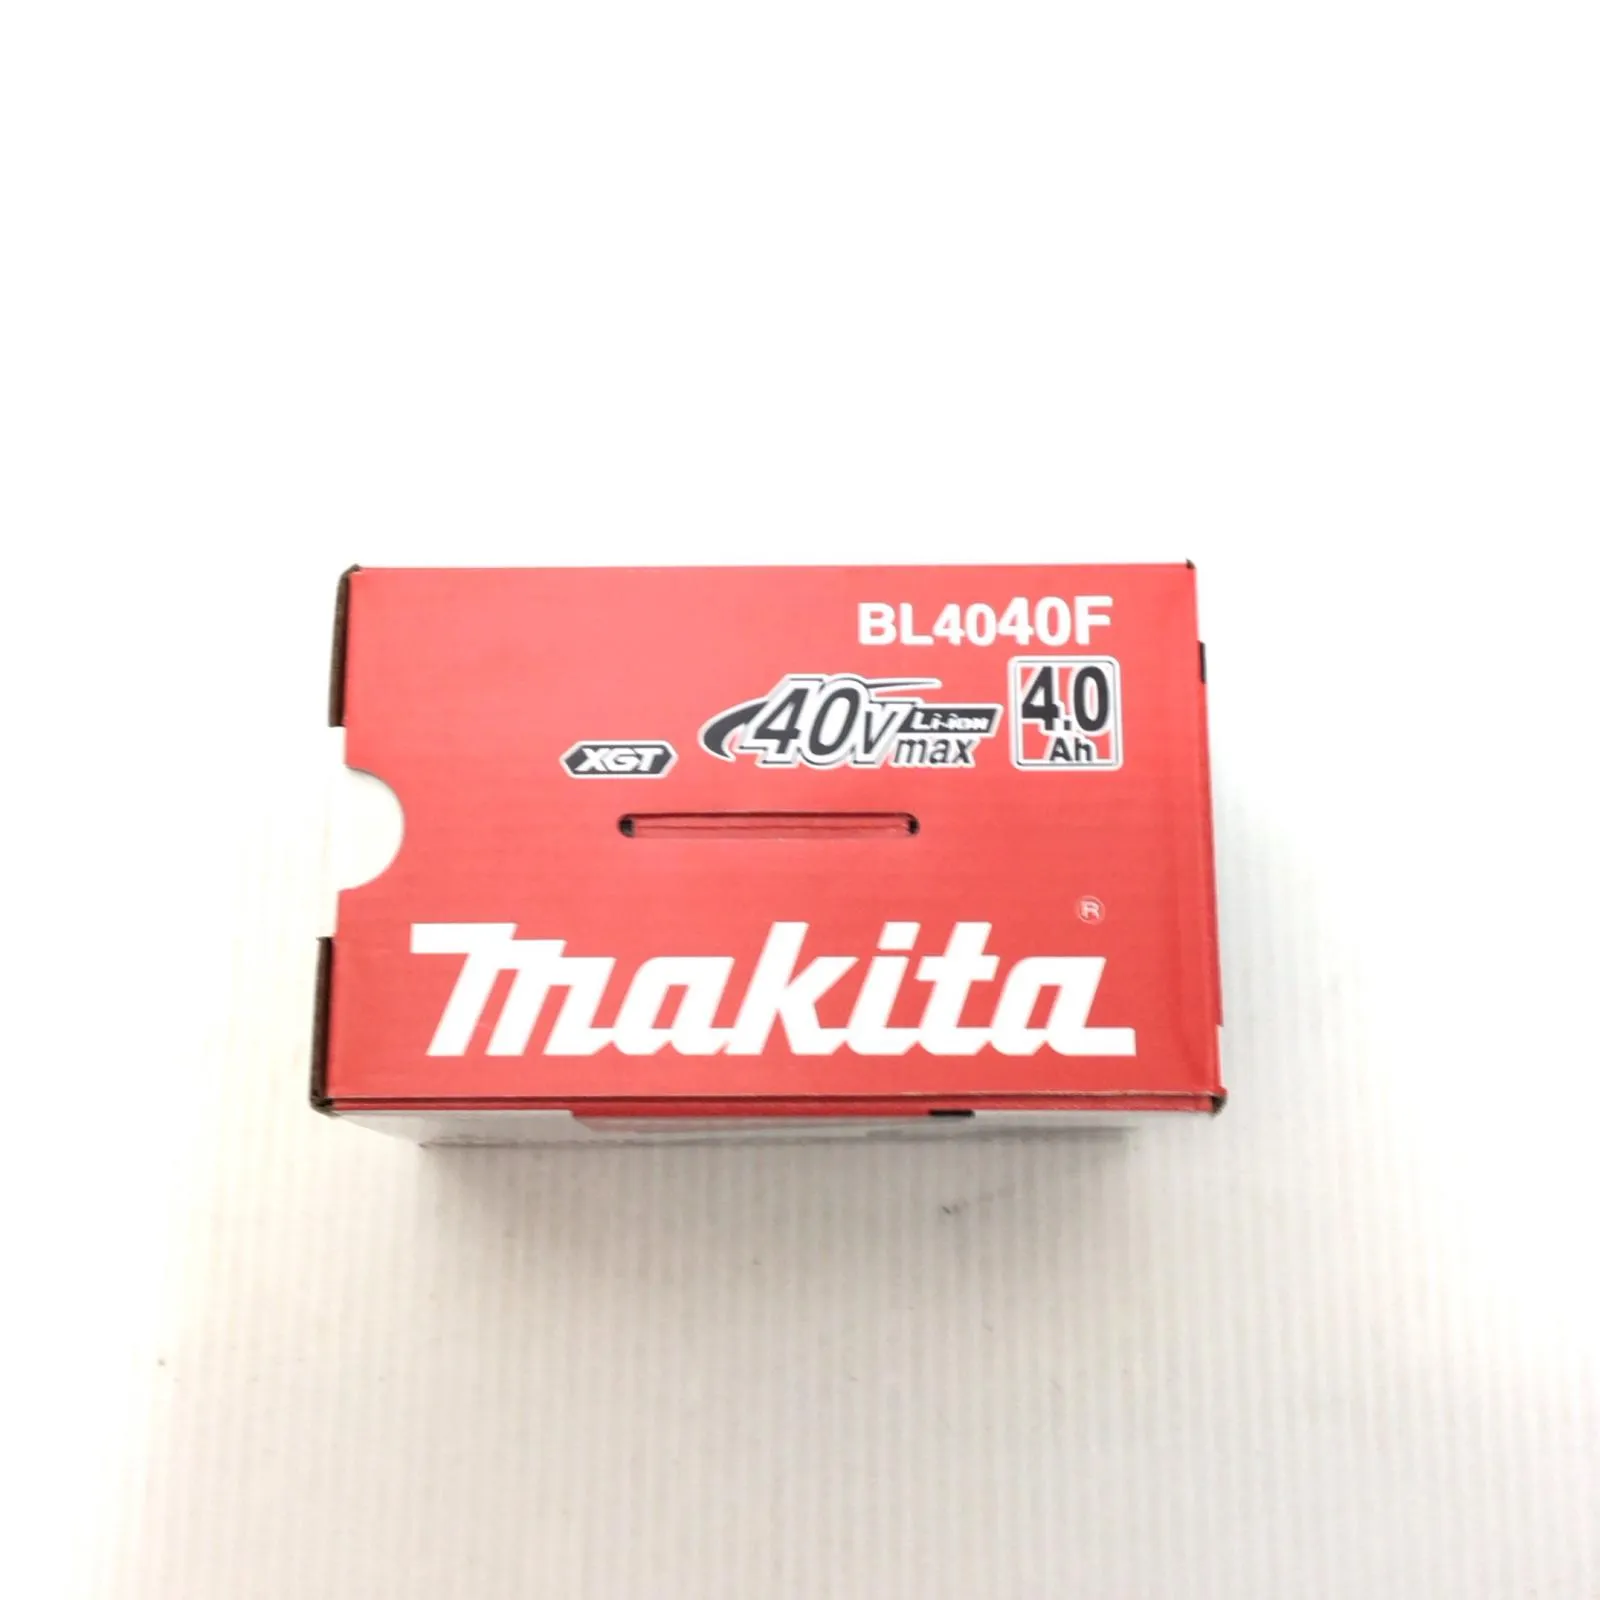 BL4040F
XGT
40V Li-ion max
4.0 Ah
makita ®